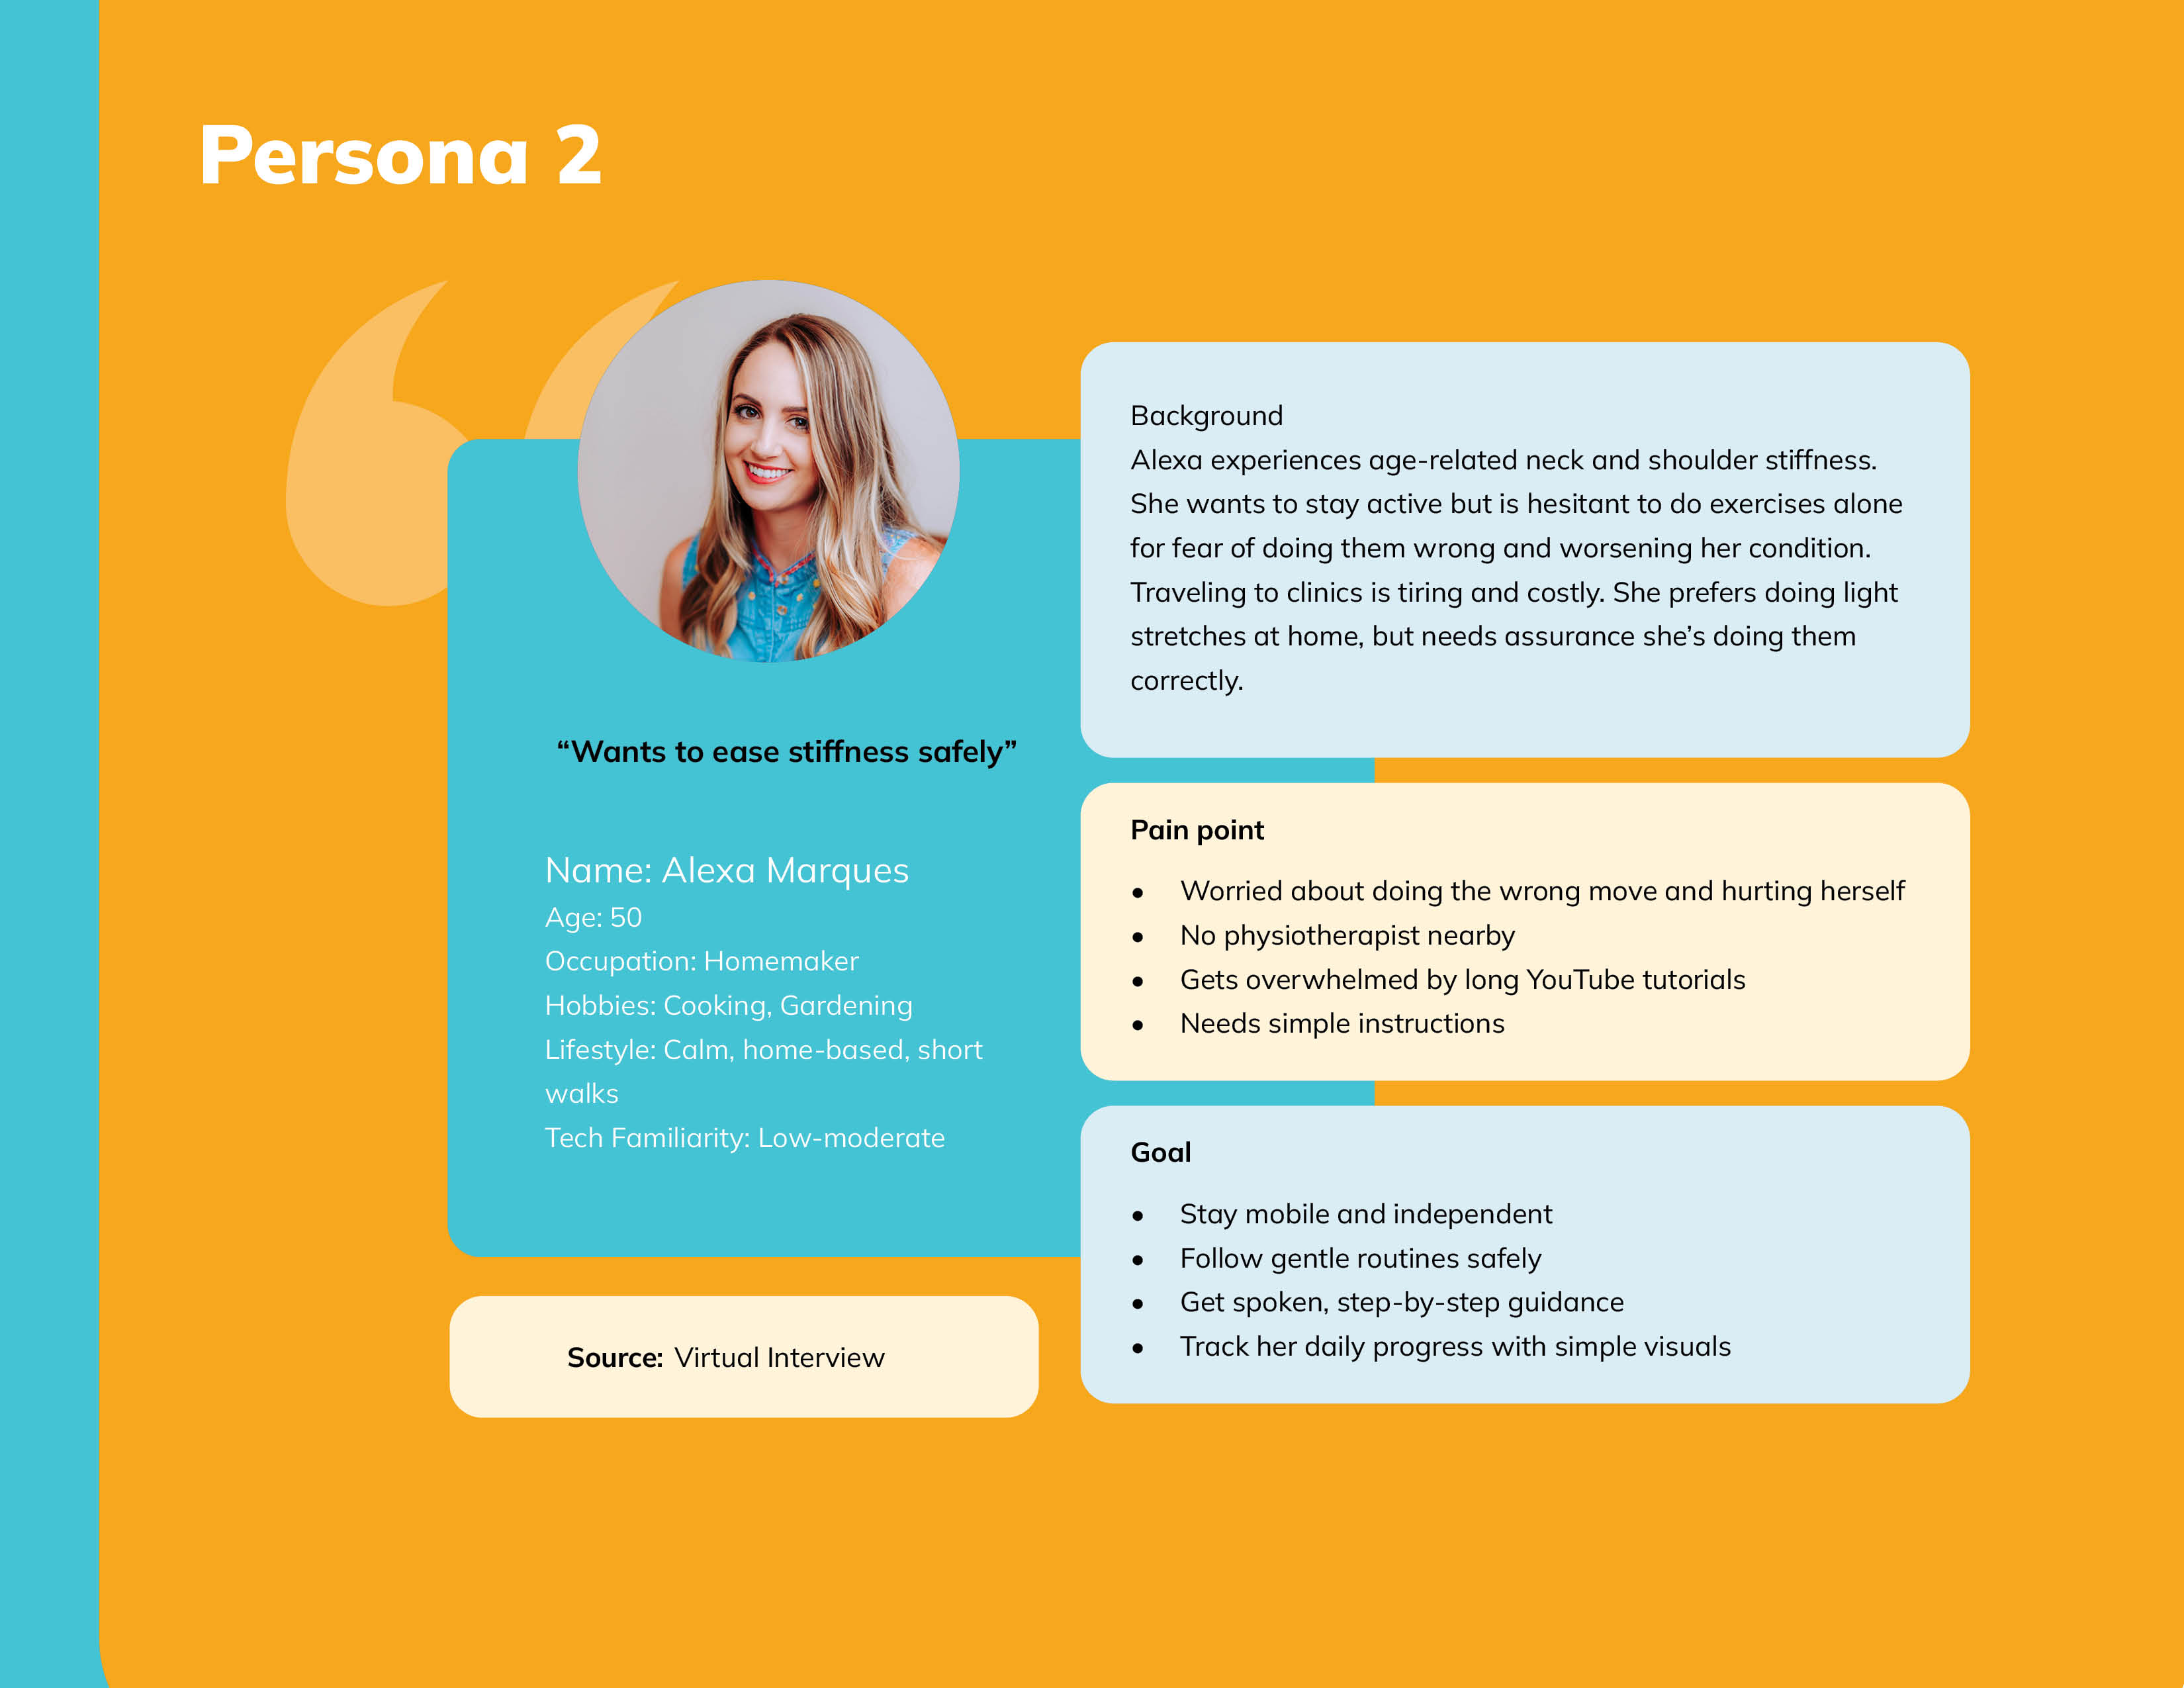 Persona 2
“Wants to ease stiffness safely”
Name: Alexa Marques
Age: 50
Occupation: Homemaker
Hobbies: Cooking, Gardening
Lifestyle: Calm, home-based, short
walks
Tech Familiarity: Low-moderate
Source: Virtual Interview
Background
Alexa experiences age-related neck and shoulder stiffness.
She wants to stay active but is hesitant to do exercises alone
for fear of doing them wrong and worsening her condition.
Traveling to clinics is tiring and costly. She prefers doing light
stretches at home, but needs assurance she’s doing them
correctly.
Pain point
• Worried about doing the wrong move and hurting herself
• No physiotherapist nearby
• Gets overwhelmed by long YouTube tutorials
• Needs simple instructions
Goal
• Stay mobile and independent
• Follow gentle routines safely
• Get spoken, step-by-step guidance
• Track her daily progress with simple visuals